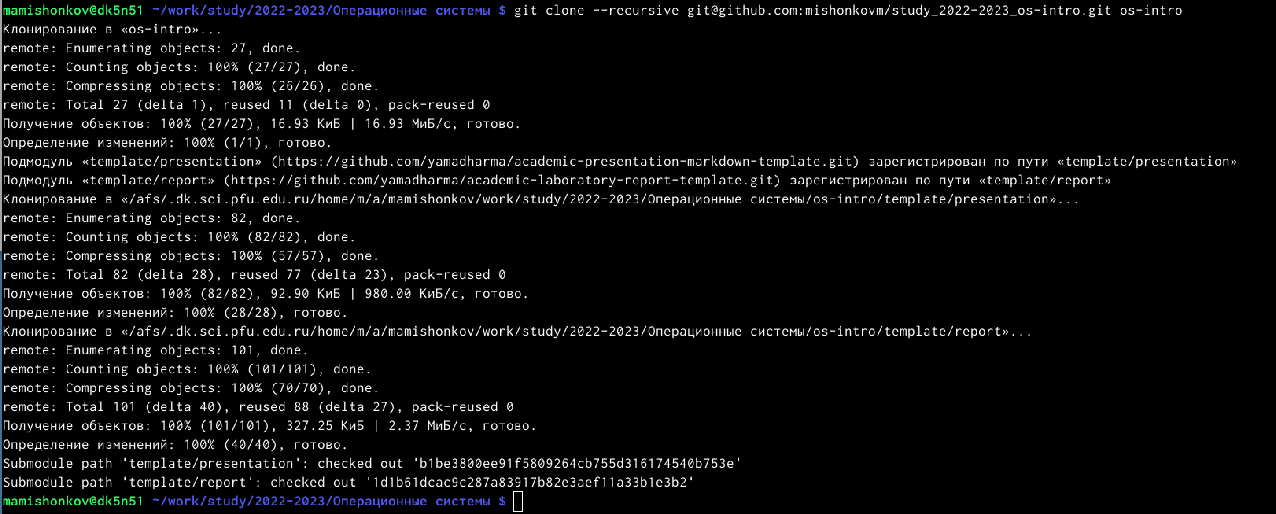 mamishonkov@dk5n51 ~/work/study/2022-2023/Операционные системы $ git clone --recursive git@github.com:mishonkovm/study_2022-2023_os-intro.git os-intro
Клонирование в «os-intro»...
remote: Enumerating objects: 27, done.
remote: Counting objects: 100% (27/27), done.
remote: Compressing objects: 100% (26/26), done.
remote: Total 27 (delta 1), reused 11 (delta 0), pack-reused 0
Получение объектов: 100% (27/27), 16.93 КиБ | 16.93 МиБ/с, готово.
Определение изменений: 100% (1/1), готово.
Подмодуль «template/presentation» (https://github.com/yamadharma/academic-presentation-markdown-template.git) зарегистрирован по пути «template/presentation»
Подмодуль «template/report» (https://github.com/yamadharma/academic-laboratory-report-template.git) зарегистрирован по пути «template/report»
Клонирование в «/afs/.dk.sci.pfu.edu.ru/home/m/a/mamishonkov/work/study/2022-2023/Операционные системы/os-intro/template/presentation»...
remote: Enumerating objects: 82, done.
remote: Counting objects: 100% (82/82), done.
remote: Compressing objects: 100% (57/57), done.
remote: Total 82 (delta 28), reused 77 (delta 23), pack-reused 0
Получение объектов: 100% (82/82), 92.90 КиБ | 980.00 КиБ/с, готово.
Определение изменений: 100% (28/28), готово.
Клонирование в «/afs/.dk.sci.pfu.edu.ru/home/m/a/mamishonkov/work/study/2022-2023/Операционные системы/os-intro/template/report»...
remote: Enumerating objects: 101, done.
remote: Counting objects: 100% (101/101), done.
remote: Compressing objects: 100% (70/70), done.
remote: Total 101 (delta 40), reused 88 (delta 27), pack-reused 0
Получение объектов: 100% (101/101), 327.25 КиБ | 2.37 МиБ/с, готово.
Определение изменений: 100% (40/40), готово.
Submodule path 'template/presentation': checked out 'b1be3800ee91f5809264cb755d316174540b753e'
Submodule path 'template/report': checked out '1d1b61dcac9c287a83917b82e3aef11a33b1e3b2'
mamishonkov@dk5n51 ~/work/study/2022-2023/Операционные системы $